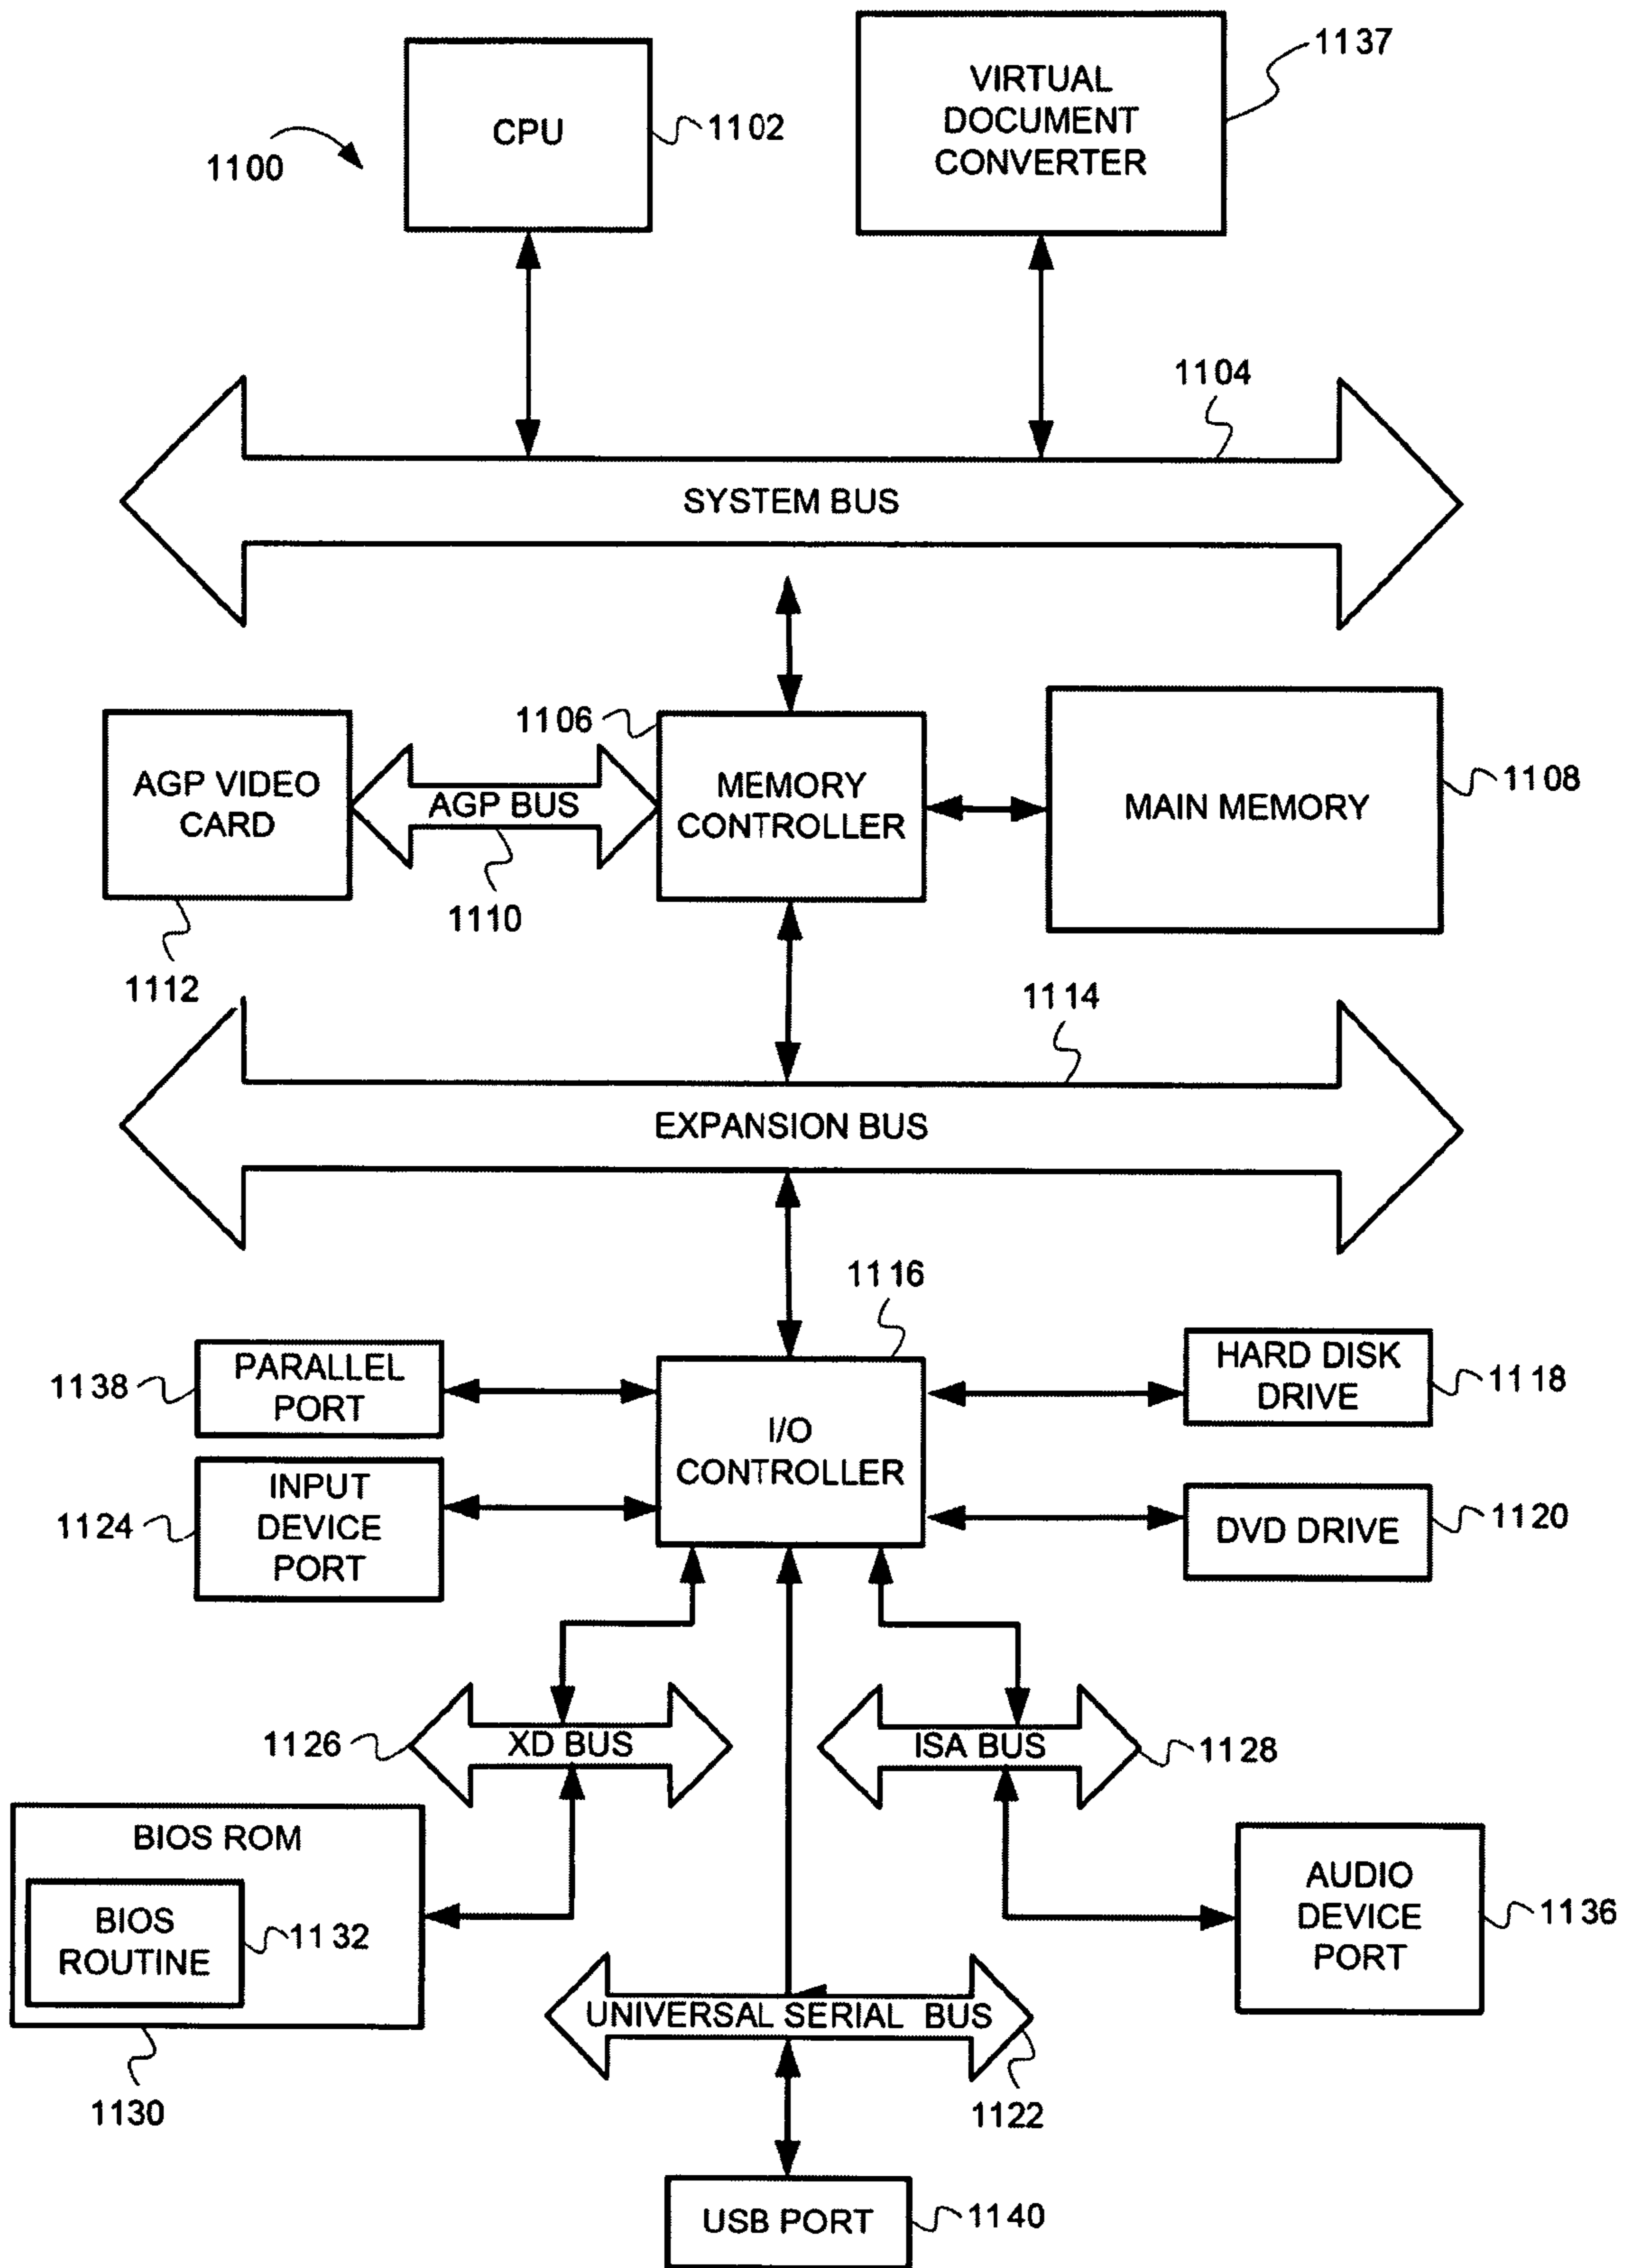 1137
VIRTUAL
DOCUMENT
CONVERTER
CPU
1102
1100
1104
SYSTEM BUS
1106
AGP VIDEO
CARD
AGP BUS
MEMORY
CONTROLLER
MAIN MEMORY
1108
1110
1112
1114
EXPANSION BUS
1116
1138
PARALLEL
PORT
I/O
CONTROLLER
HARD DISK
DRIVE
1118
1124
INPUT
DEVICE
PORT
DVD DRIVE
1120
1126
XD BUS
ISA BUS
1128
BIOS ROM
BIOS
ROUTINE
1132
AUDIO
DEVICE
PORT
1136
UNIVERSAL SERIAL BUS
1130
1122
USB PORT
1140